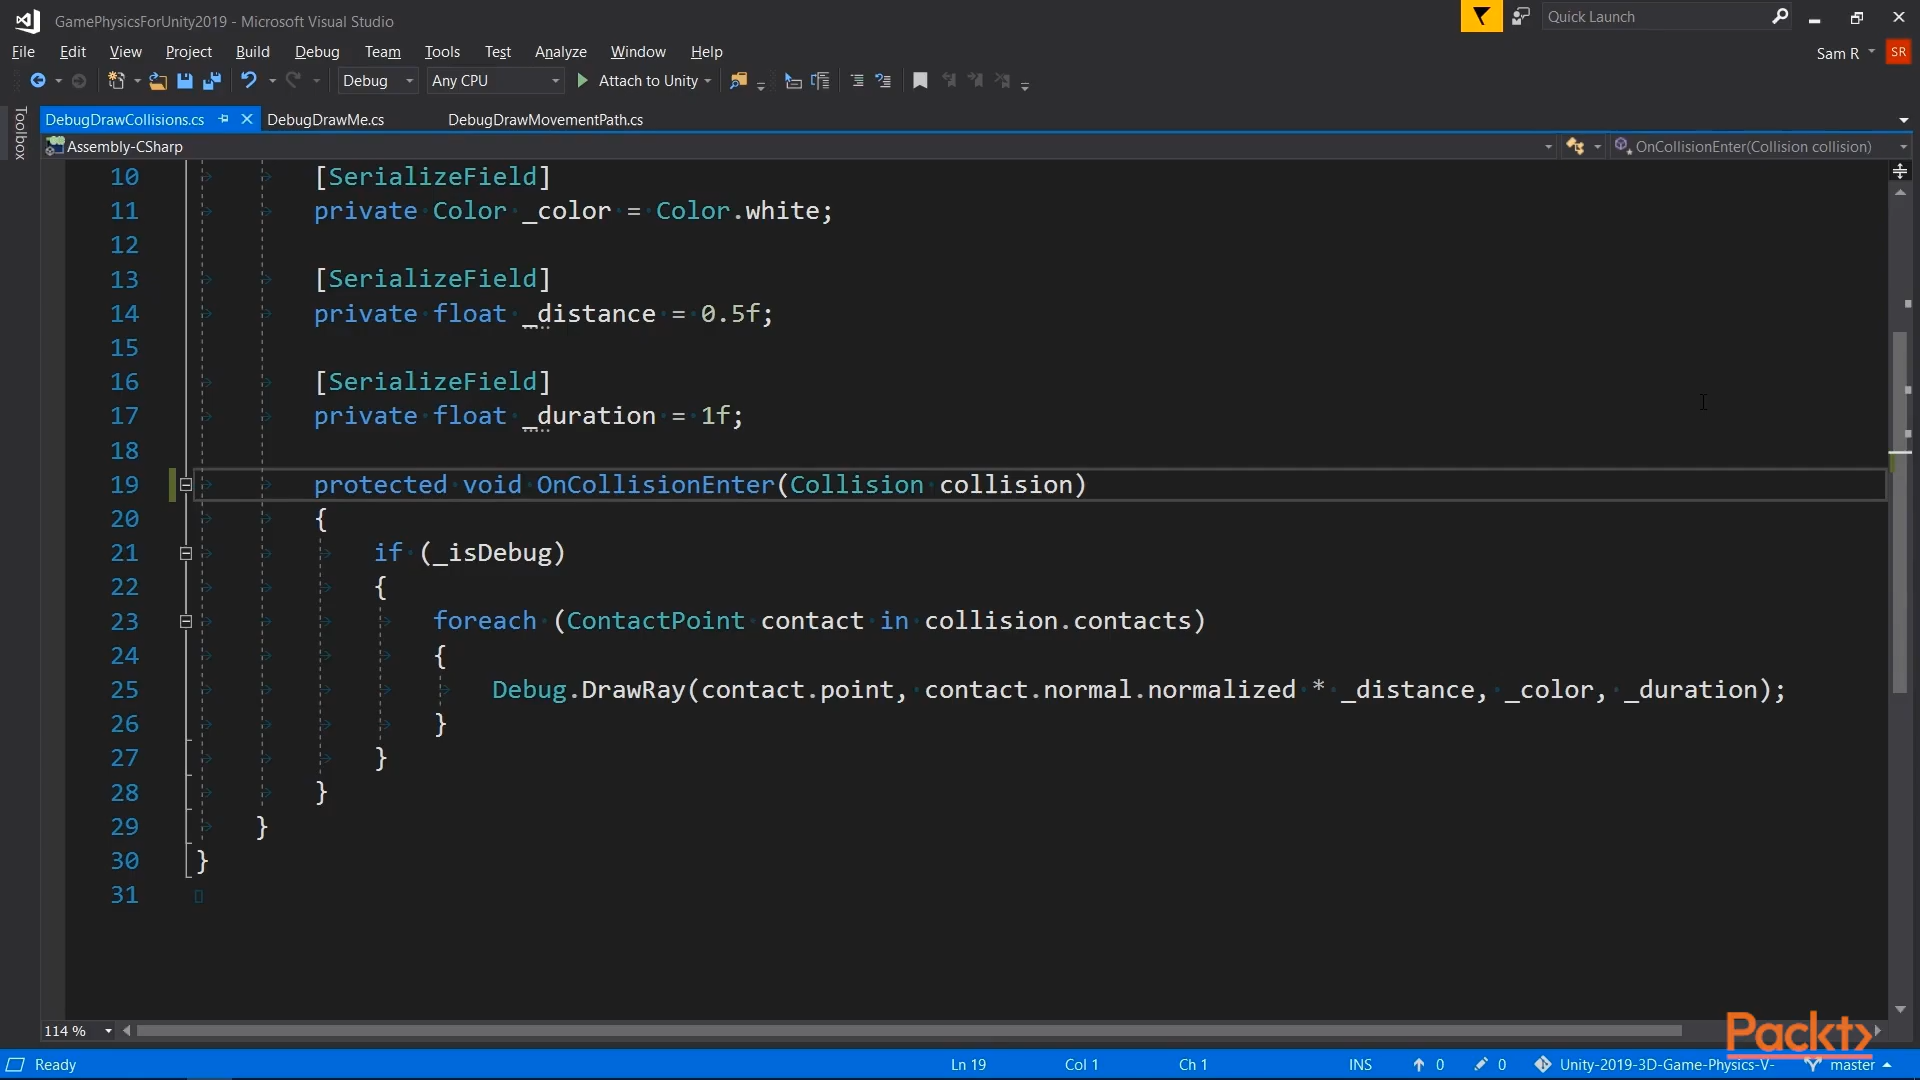 GamePhysicsForUnity2019 - Microsoft Visual Studio
Quick Launch
File Edit View Project Build Debug Team Tools Test Analyze Window Help
Sam R SR
Debug Any CPU Attach to Unity
Toolbox
DebugDrawCollisions.cs DebugDrawMe.cs DebugDrawMovementPath.cs
Assembly-CSharp OnCollisionEnter(Collision collision)
10 [SerializeField]
11 private Color _color = Color.white;
12
13 [SerializeField]
14 private float _distance = 0.5f;
15
16 [SerializeField]
17 private float _duration = 1f;
18
19 protected void OnCollisionEnter(Collision collision)
20 {
21 if (_isDebug)
22 {
23 foreach (ContactPoint contact in collision.contacts)
24 {
25 Debug.DrawRay(contact.point, contact.normal.normalized * _distance, _color, _duration);
26 }
27 }
28 }
29 }
30 }
31
114 %
Packt
Ready Ln 19 Col 1 Ch 1 INS 0 0 Unity-2019-3D-Game-Physics-V- master